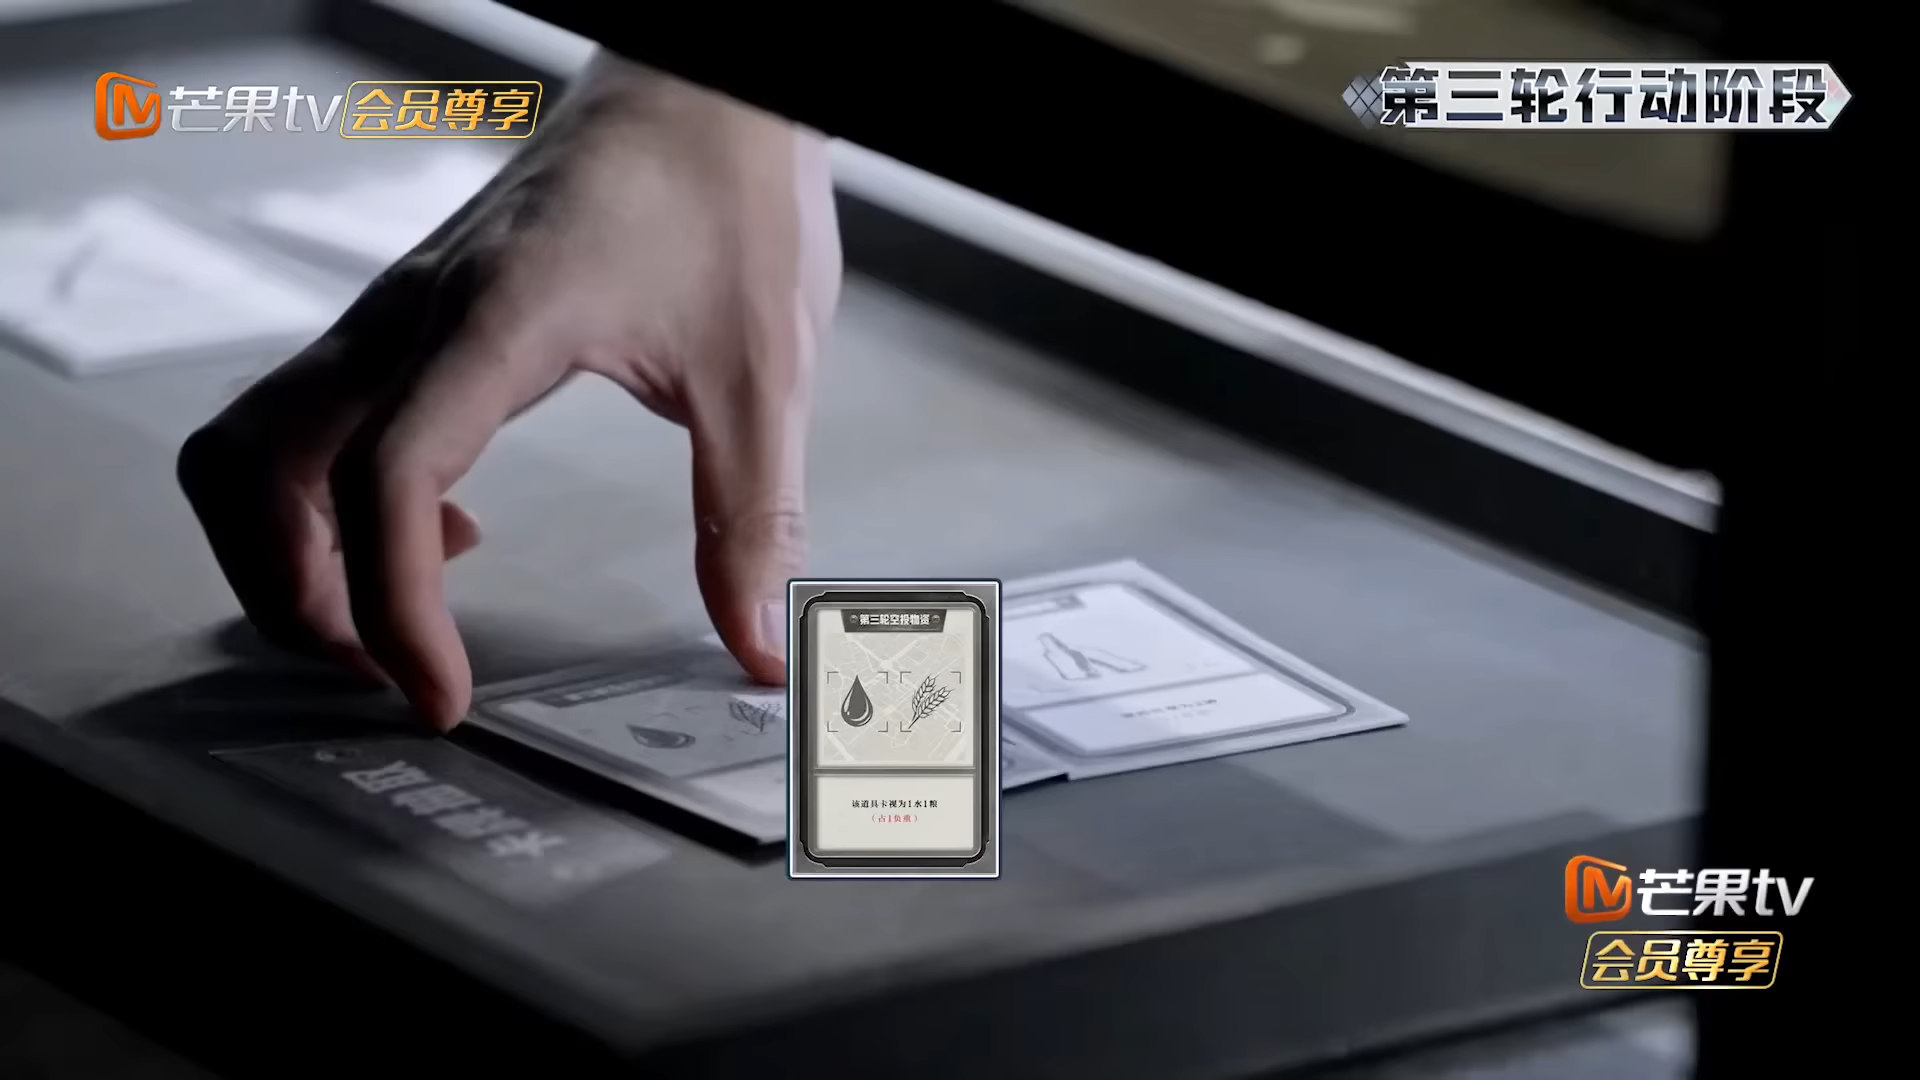 芒果tv会员尊享
第三轮行动阶段
第三轮空投物资
该道具卡视为1水1粮
（占1负重）
芒果tv
会员尊享